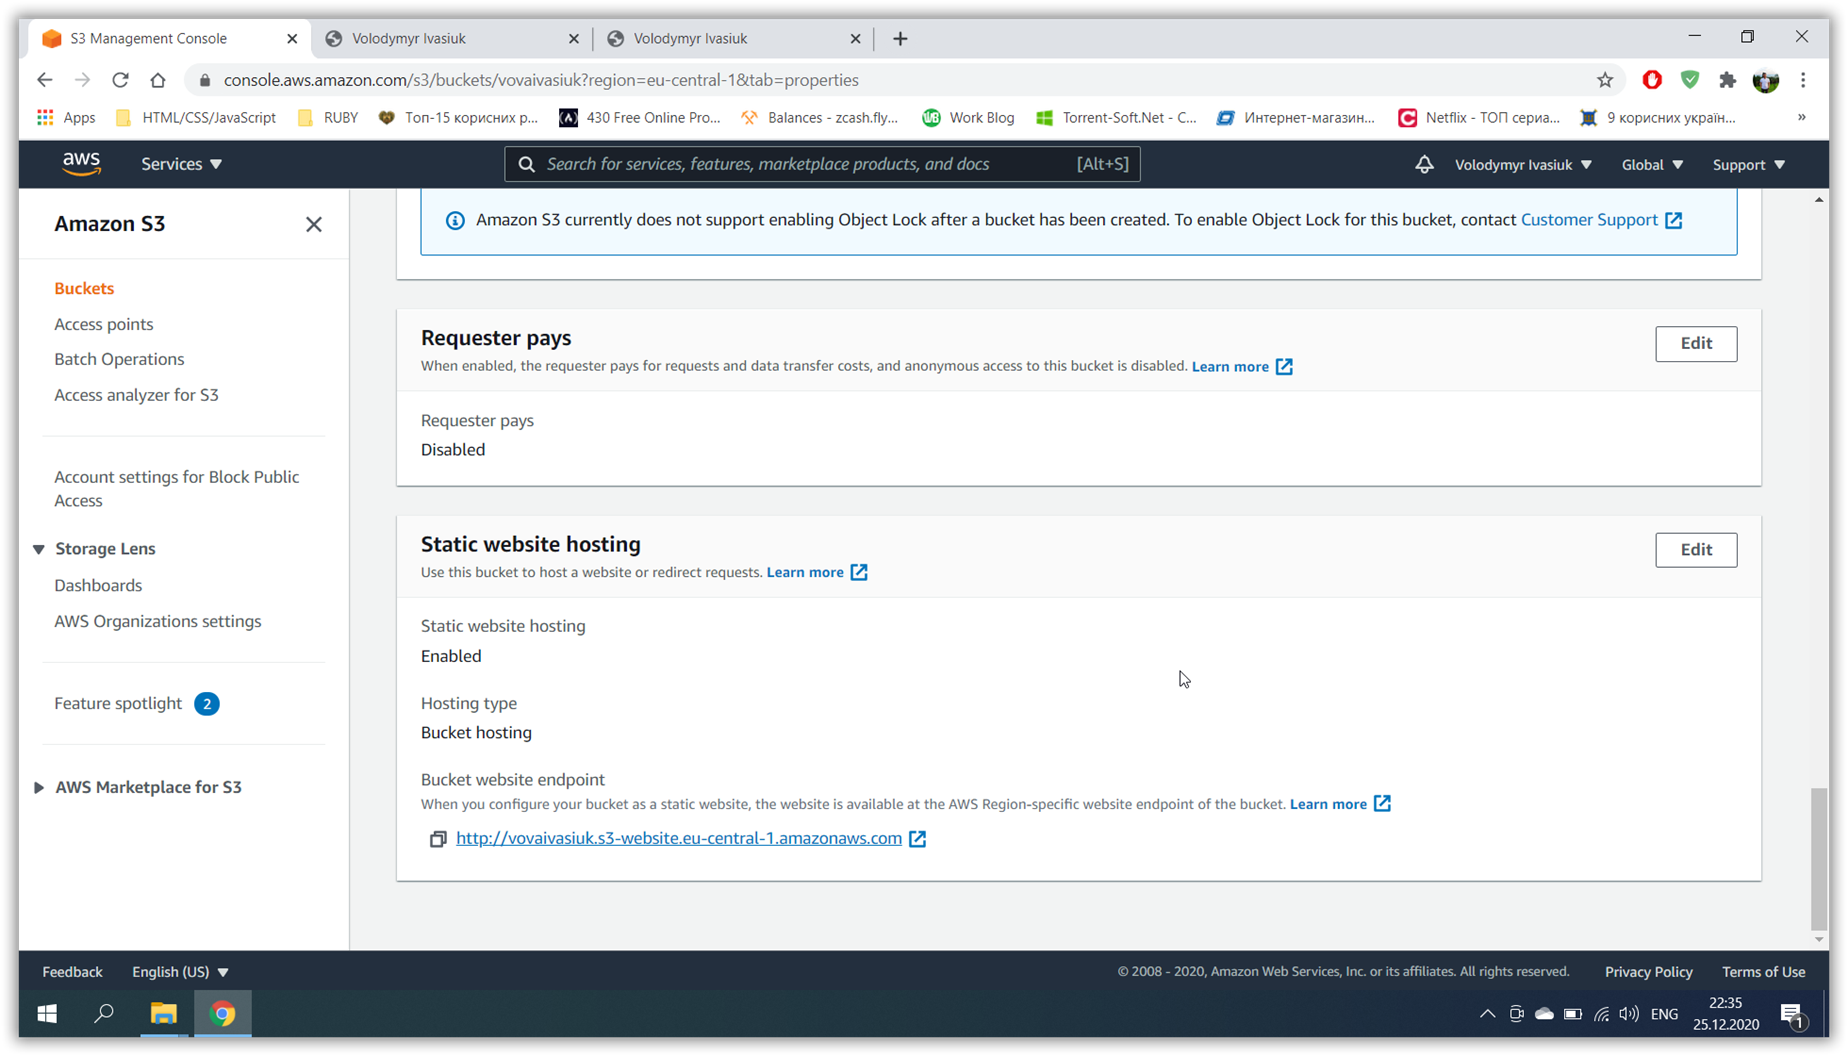 S3 Management Console
Volodymyr Ivasiuk
Volodymyr Ivasiuk
console.aws.amazon.com/s3/buckets/vovaivasiuk?region=eu-central-1&tab=properties
Apps
HTML/CSS/JavaScript
RUBY
Топ-15 корисних р...
430 Free Online Pro...
Balances - zcash.fly...
Work Blog
Torrent-Soft.Net - C...
Интернет-магазин...
Netflix - ТОП сериа...
9 корисних україн...
»
aws
Services
Search for services, features, marketplace products, and docs
[Alt+S]
Volodymyr Ivasiuk
Global
Support
Amazon S3
Buckets
Access points
Batch Operations
Access analyzer for S3
Account settings for Block Public
Access
Storage Lens
Dashboards
AWS Organizations settings
Feature spotlight 2
AWS Marketplace for S3
Amazon S3 currently does not support enabling Object Lock after a bucket has been created. To enable Object Lock for this bucket, contact Customer Support
Requester pays
Edit
When enabled, the requester pays for requests and data transfer costs, and anonymous access to this bucket is disabled. Learn more
Requester pays
Disabled
Static website hosting
Edit
Use this bucket to host a website or redirect requests. Learn more
Static website hosting
Enabled
Hosting type
Bucket hosting
Bucket website endpoint
When you configure your bucket as a static website, the website is available at the AWS Region-specific website endpoint of the bucket. Learn more
http://vovaivasiuk.s3-website.eu-central-1.amazonaws.com
Feedback
English (US)
© 2008 - 2020, Amazon Web Services, Inc. or its affiliates. All rights reserved.
Privacy Policy
Terms of Use
ENG
22:35
25.12.2020
1